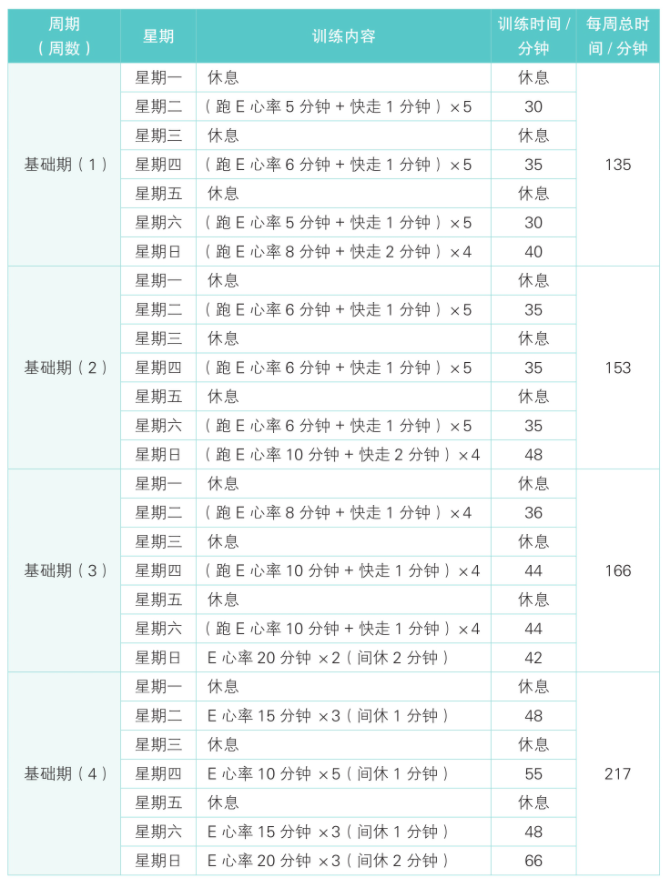 周期（周数） 星期 训练内容 训练时间/分钟 每周总时间/分钟
基础期（1） 星期一 休息 休息 135
星期二 （跑 E 心率 5 分钟 + 快走 1 分钟）×5 30
星期三 休息 休息
星期四 （跑 E 心率 6 分钟 + 快走 1 分钟）×5 35
星期五 休息 休息
星期六 （跑 E 心率 5 分钟 + 快走 1 分钟）×5 30
星期日 （跑 E 心率 8 分钟 + 快走 2 分钟）×4 40
基础期（2） 星期一 休息 休息 153
星期二 （跑 E 心率 6 分钟 + 快走 1 分钟）×5 35
星期三 休息 休息
星期四 （跑 E 心率 6 分钟 + 快走 1 分钟）×5 35
星期五 休息 休息
星期六 （跑 E 心率 6 分钟 + 快走 1 分钟）×5 35
星期日 （跑 E 心率 10 分钟 + 快走 2 分钟）×4 48
基础期（3） 星期一 休息 休息 166
星期二 （跑 E 心率 8 分钟 + 快走 1 分钟）×4 36
星期三 休息 休息
星期四 （跑 E 心率 10 分钟 + 快走 1 分钟）×4 44
星期五 休息 休息
星期六 （跑 E 心率 10 分钟 + 快走 1 分钟）×4 44
星期日 E 心率 20 分钟 ×2（间休 2 分钟） 42
基础期（4） 星期一 休息 休息 217
星期二 E 心率 15 分钟 ×3（间休 1 分钟） 48
星期三 休息 休息
星期四 E 心率 10 分钟 ×5（间休 1 分钟） 55
星期五 休息 休息
星期六 E 心率 15 分钟 ×3（间休 1 分钟） 48
星期日 E 心率 20 分钟 ×3（间休 2 分钟） 66